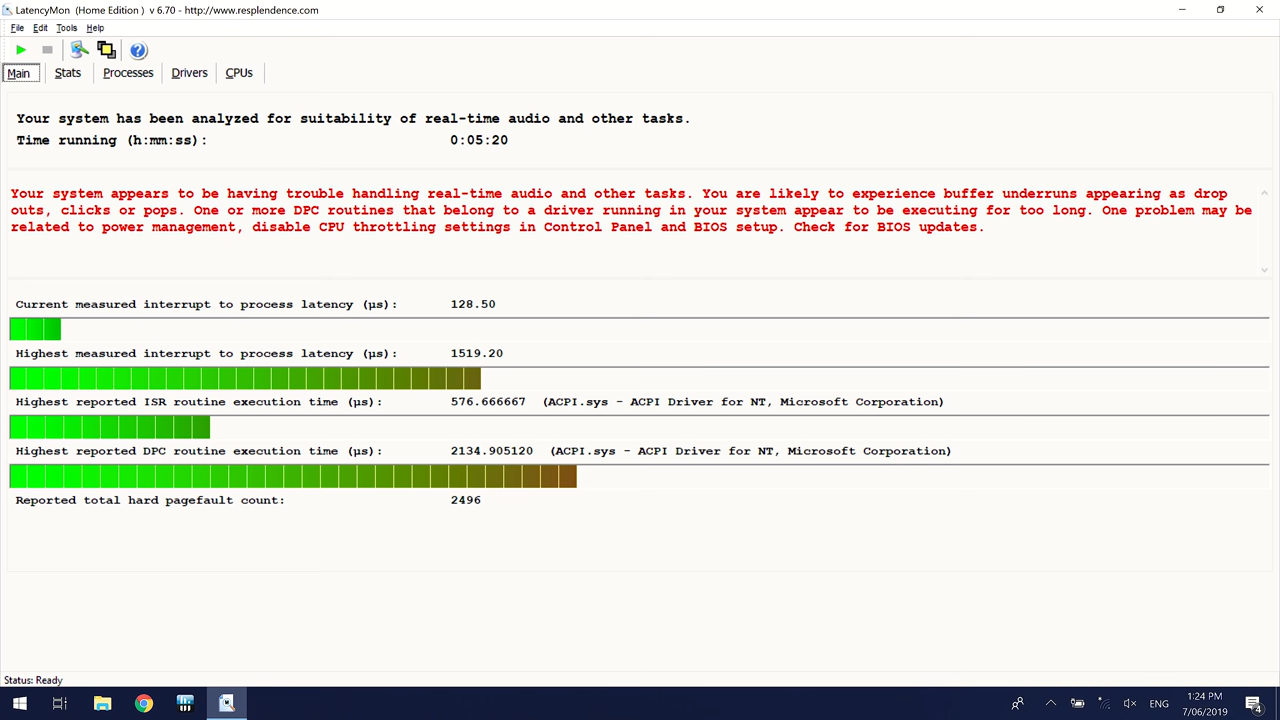 LatencyMon (Home Edition ) v 6.70 - http://www.resplendence.com
File Edit Tools Help
Main Stats Processes Drivers CPUs
Your system has been analyzed for suitability of real-time audio and other tasks.
Time running (h:mm:ss): 0:05:20
Your system appears to be having trouble handling real-time audio and other tasks. You are likely to experience buffer underruns appearing as drop
outs, clicks or pops. One or more DPC routines that belong to a driver running in your system appear to be executing for too long. One problem may be
related to power management, disable CPU throttling settings in Control Panel and BIOS setup. Check for BIOS updates.
Current measured interrupt to process latency (µs): 128.50
Highest measured interrupt to process latency (µs): 1519.20
Highest reported ISR routine execution time (µs): 576.666667 (ACPI.sys - ACPI Driver for NT, Microsoft Corporation)
Highest reported DPC routine execution time (µs): 2134.905120 (ACPI.sys - ACPI Driver for NT, Microsoft Corporation)
Reported total hard pagefault count: 2496
Status: Ready
ENG
1:24 PM
7/06/2019
4